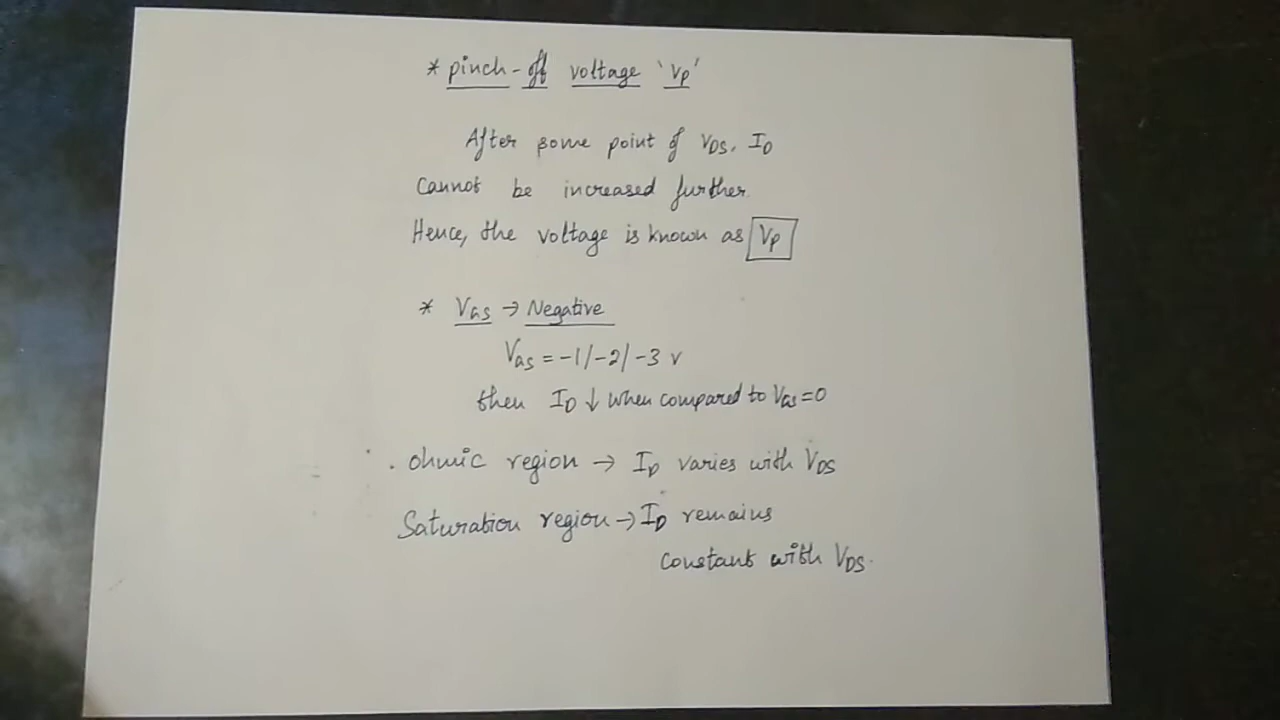 * pinch-off voltage 'Vp'
After some point of VDS, ID
Cannot be increased further.
Hence, the voltage is known as Vp
* VGS → Negative
VGS = -1/-2/-3 V
then ID ↓ when compared to VGS=0
. ohmic region → ID varies with VDS
Saturation region → ID remains
Constant with VDS.